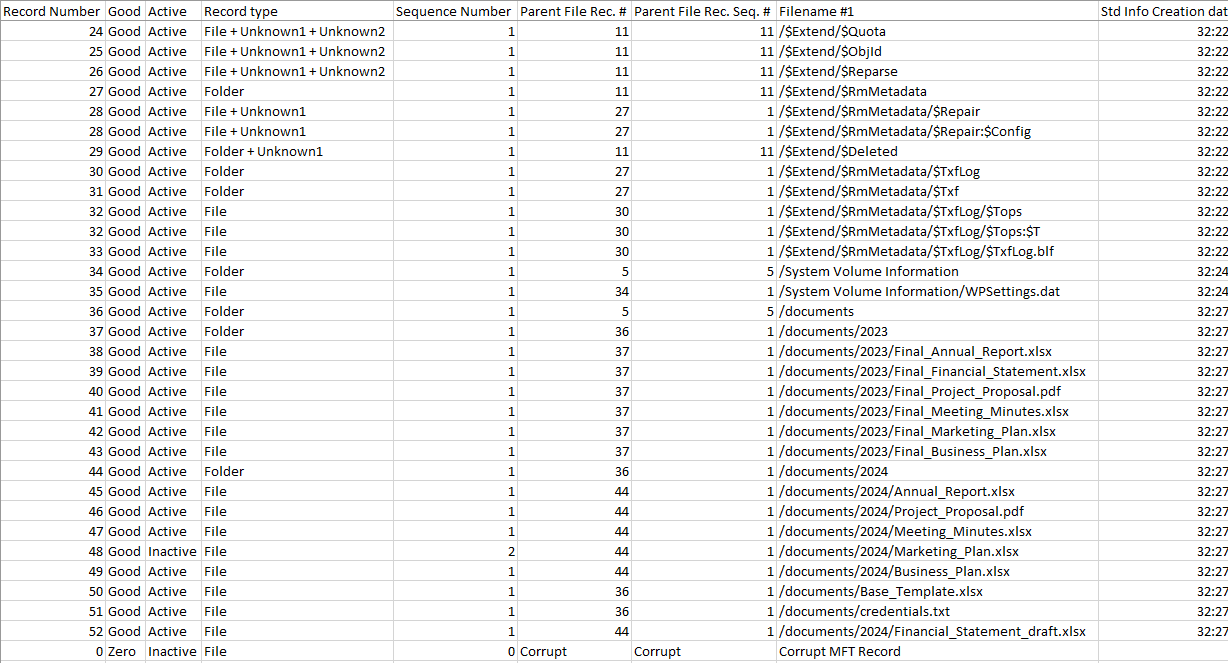 Record Number Good Active Record type Sequence Number Parent File Rec. # Parent File Rec. Seq. # Filename #1 Std Info Creation dat
24 Good Active File + Unknown1 + Unknown2 1 11 11 /$Extend/$Quota 32:22
25 Good Active File + Unknown1 + Unknown2 1 11 11 /$Extend/$ObjId 32:22
26 Good Active File + Unknown1 + Unknown2 1 11 11 /$Extend/$Reparse 32:22
27 Good Active Folder 1 11 11 /$Extend/$RmMetadata 32:22
28 Good Active File + Unknown1 1 27 1 /$Extend/$RmMetadata/$Repair 32:22
28 Good Active File + Unknown1 1 27 1 /$Extend/$RmMetadata/$Repair:$Config 32:22
29 Good Active Folder + Unknown1 1 11 11 /$Extend/$Deleted 32:22
30 Good Active Folder 1 27 1 /$Extend/$RmMetadata/$TxfLog 32:22
31 Good Active Folder 1 27 1 /$Extend/$RmMetadata/$Txf 32:22
32 Good Active File 1 30 1 /$Extend/$RmMetadata/$TxfLog/$Tops 32:22
32 Good Active File 1 30 1 /$Extend/$RmMetadata/$TxfLog/$Tops:$T 32:22
33 Good Active File 1 30 1 /$Extend/$RmMetadata/$TxfLog/$TxfLog.blf 32:22
34 Good Active Folder 1 5 5 /System Volume Information 32:24
35 Good Active File 1 34 1 /System Volume Information/WPSettings.dat 32:24
36 Good Active Folder 1 5 5 /documents 32:27
37 Good Active Folder 1 36 1 /documents/2023 32:27
38 Good Active File 1 37 1 /documents/2023/Final_Annual_Report.xlsx 32:27
39 Good Active File 1 37 1 /documents/2023/Final_Financial_Statement.xlsx 32:27
40 Good Active File 1 37 1 /documents/2023/Final_Project_Proposal.pdf 32:27
41 Good Active File 1 37 1 /documents/2023/Final_Meeting_Minutes.xlsx 32:27
42 Good Active File 1 37 1 /documents/2023/Final_Marketing_Plan.xlsx 32:27
43 Good Active File 1 37 1 /documents/2023/Final_Business_Plan.xlsx 32:27
44 Good Active Folder 1 36 1 /documents/2024 32:27
45 Good Active File 1 44 1 /documents/2024/Annual_Report.xlsx 32:27
46 Good Active File 1 44 1 /documents/2024/Project_Proposal.pdf 32:27
47 Good Active File 1 44 1 /documents/2024/Meeting_Minutes.xlsx 32:27
48 Good Inactive File 2 44 1 /documents/2024/Marketing_Plan.xlsx 32:27
49 Good Active File 1 44 1 /documents/2024/Business_Plan.xlsx 32:27
50 Good Active File 1 36 1 /documents/Base_Template.xlsx 32:27
51 Good Active File 1 36 1 /documents/credentials.txt 32:27
52 Good Active File 1 44 1 /documents/2024/Financial_Statement_draft.xlsx 32:27
0 Zero Inactive File 0 Corrupt Corrupt Corrupt MFT Record